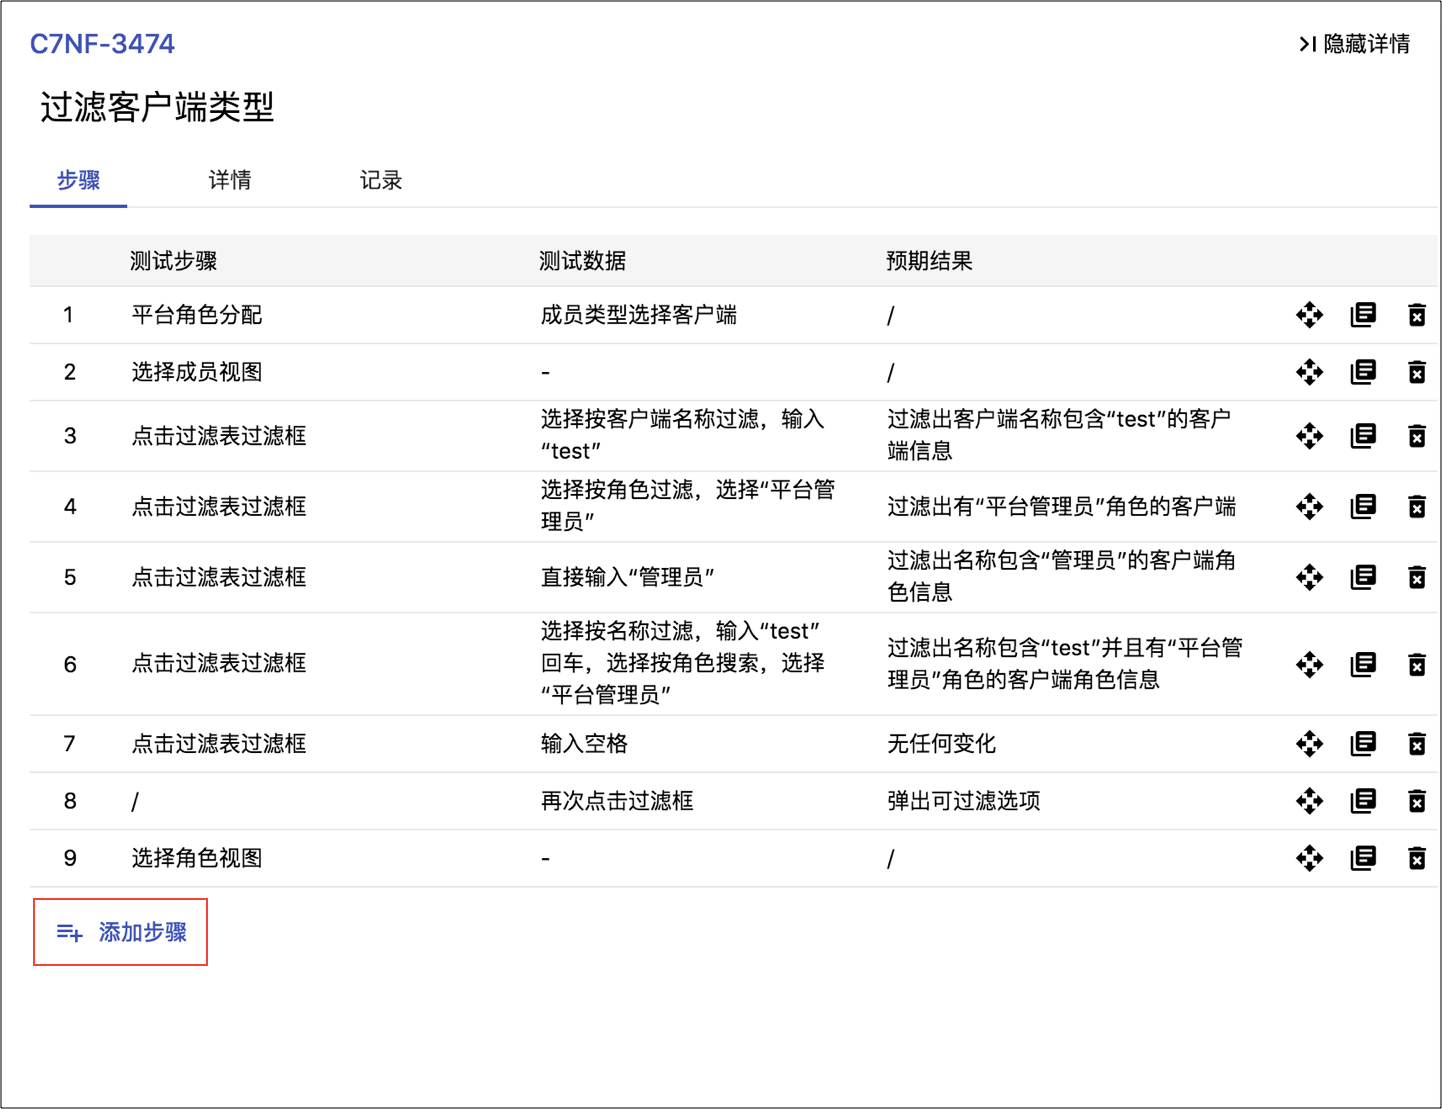 C7NF-3474
隐藏详情
过滤客户端类型
步骤 详情 记录
测试步骤 测试数据 预期结果
1 平台角色分配 成员类型选择客户端 /
2 选择成员视图 - /
3 点击过滤表过滤框 选择按客户端名称过滤，输入
“test”
过滤出客户端名称包含“test”的客户
端信息
4 点击过滤表过滤框 选择按角色过滤，选择“平台管
理员”
过滤出有“平台管理员”角色的客户端
5 点击过滤表过滤框 直接输入“管理员”
过滤出名称包含“管理员”的客户端角
色信息
6 点击过滤表过滤框 选择按名称过滤，输入“test”
回车，选择按角色搜索，选择
“平台管理员”
过滤出名称包含“test”并且有“平台管
理员”角色的客户端角色信息
7 点击过滤表过滤框 输入空格 无任何变化
8 / 再次点击过滤框 弹出可过滤选项
9 选择角色视图 - /
添加步骤